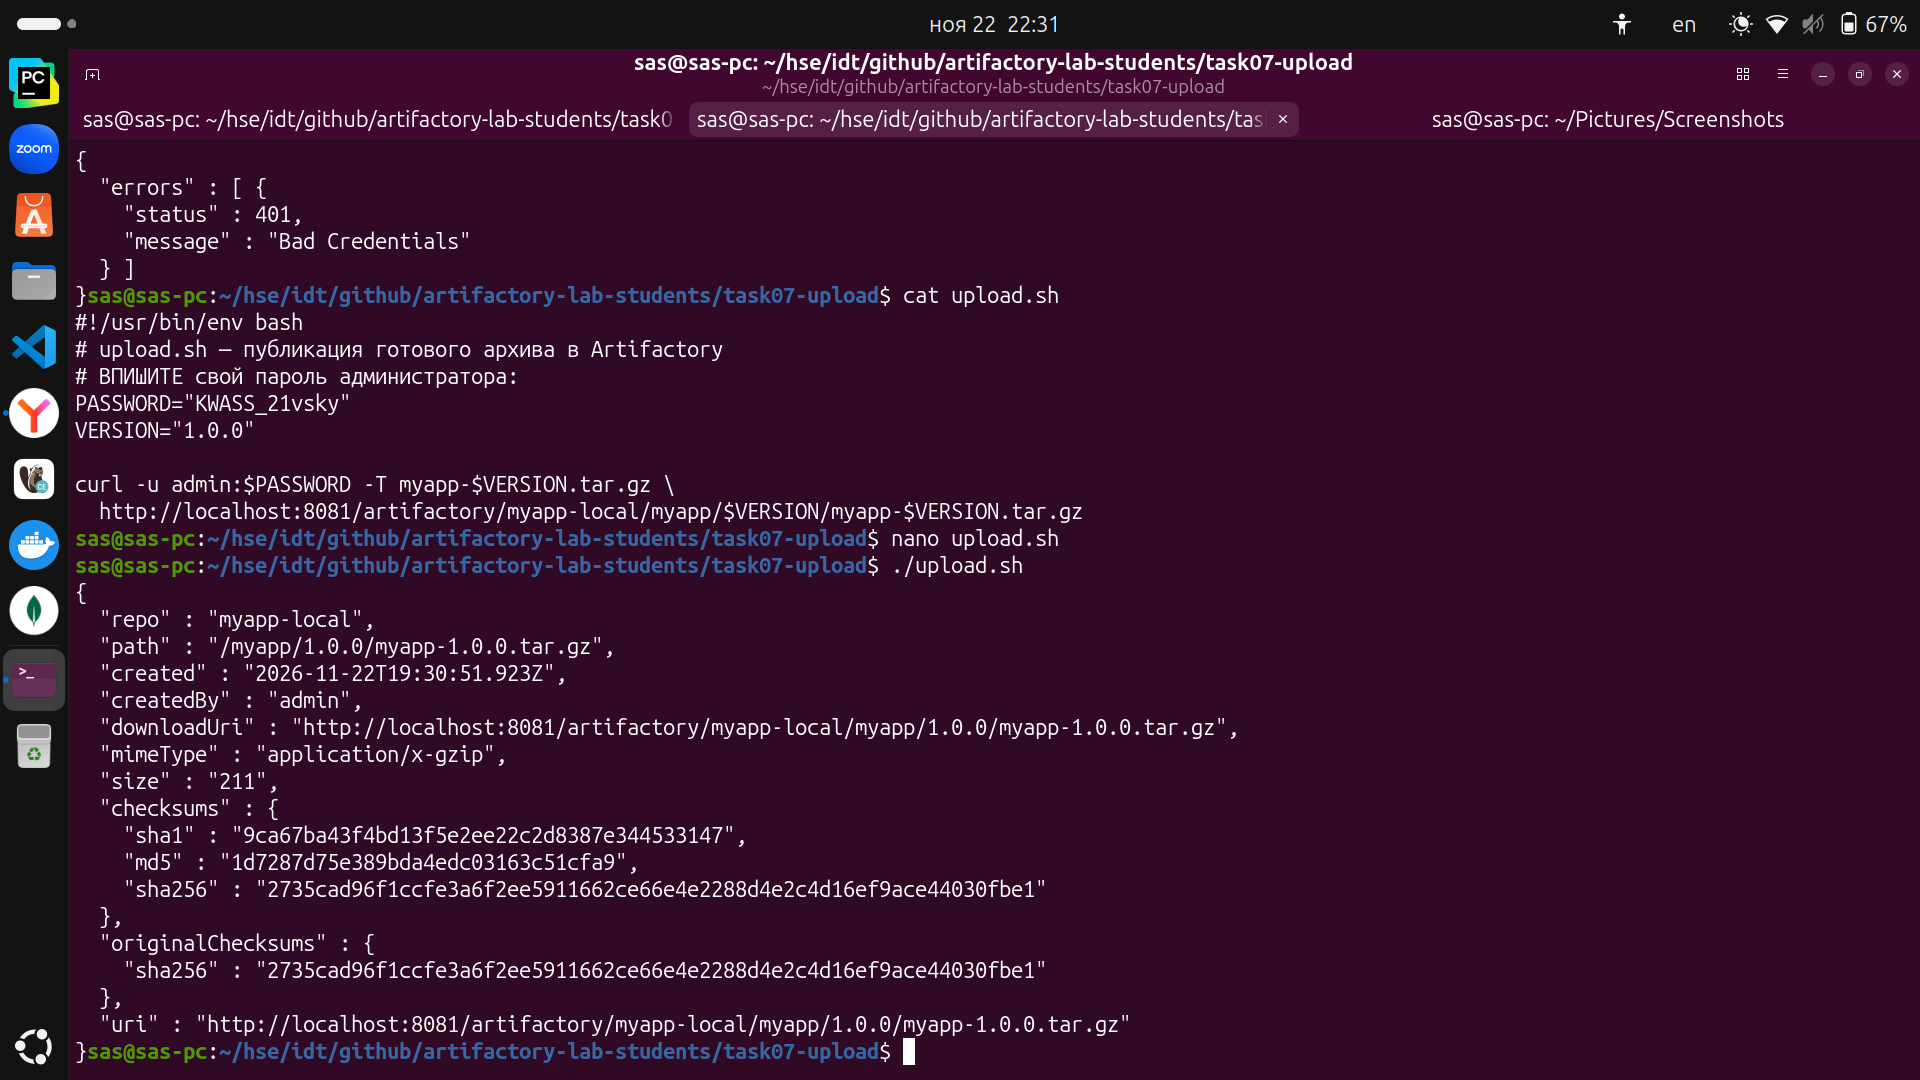 ноя 22 22:31
en
67%
sas@sas-pc: ~/hse/idt/github/artifactory-lab-students/task07-upload
~/hse/idt/github/artifactory-lab-students/task07-upload
sas@sas-pc: ~/hse/idt/github/artifactory-lab-students/task0
sas@sas-pc: ~/hse/idt/github/artifactory-lab-students/tas
sas@sas-pc: ~/Pictures/Screenshots
PC
zoom
{
  "errors" : [ {
    "status" : 401,
    "message" : "Bad Credentials"
  } ]
}sas@sas-pc:~/hse/idt/github/artifactory-lab-students/task07-upload$ cat upload.sh
#!/usr/bin/env bash
# upload.sh — публикация готового архива в Artifactory
# ВПИШИТЕ свой пароль администратора:
PASSWORD="KWASS_21vsky"
VERSION="1.0.0"
curl -u admin:$PASSWORD -T myapp-$VERSION.tar.gz \
  http://localhost:8081/artifactory/myapp-local/myapp/$VERSION/myapp-$VERSION.tar.gz
sas@sas-pc:~/hse/idt/github/artifactory-lab-students/task07-upload$ nano upload.sh
sas@sas-pc:~/hse/idt/github/artifactory-lab-students/task07-upload$ ./upload.sh
{
  "repo" : "myapp-local",
  "path" : "/myapp/1.0.0/myapp-1.0.0.tar.gz",
  "created" : "2026-11-22T19:30:51.923Z",
  "createdBy" : "admin",
  "downloadUri" : "http://localhost:8081/artifactory/myapp-local/myapp/1.0.0/myapp-1.0.0.tar.gz",
  "mimeType" : "application/x-gzip",
  "size" : "211",
  "checksums" : {
    "sha1" : "9ca67ba43f4bd13f5e2ee22c2d8387e344533147",
    "md5" : "1d7287d75e389bda4edc03163c51cfa9",
    "sha256" : "2735cad96f1ccfe3a6f2ee5911662ce66e4e2288d4e2c4d16ef9ace44030fbe1"
  },
  "originalChecksums" : {
    "sha256" : "2735cad96f1ccfe3a6f2ee5911662ce66e4e2288d4e2c4d16ef9ace44030fbe1"
  },
  "uri" : "http://localhost:8081/artifactory/myapp-local/myapp/1.0.0/myapp-1.0.0.tar.gz"
}sas@sas-pc:~/hse/idt/github/artifactory-lab-students/task07-upload$